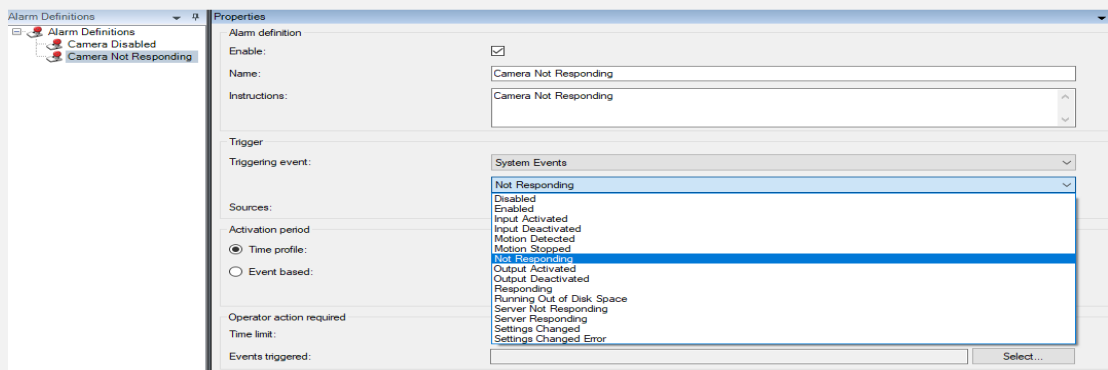 Alarm Definitions
Alarm Definitions
Camera Disabled
Camera Not Responding
Properties
Alarm definition
Enable:
Name: Camera Not Responding
Instructions: Camera Not Responding
Trigger
Triggering event: System Events
Not Responding
Sources:
Disabled
Enabled
Input Activated
Input Deactivated
Motion Detected
Motion Stopped
Not Responding
Output Activated
Output Deactivated
Responding
Running Out of Disk Space
Server Not Responding
Server Responding
Settings Changed
Settings Changed Error
Activation period
Time profile:
Event based:
Operator action required
Time limit:
Events triggered: Select...